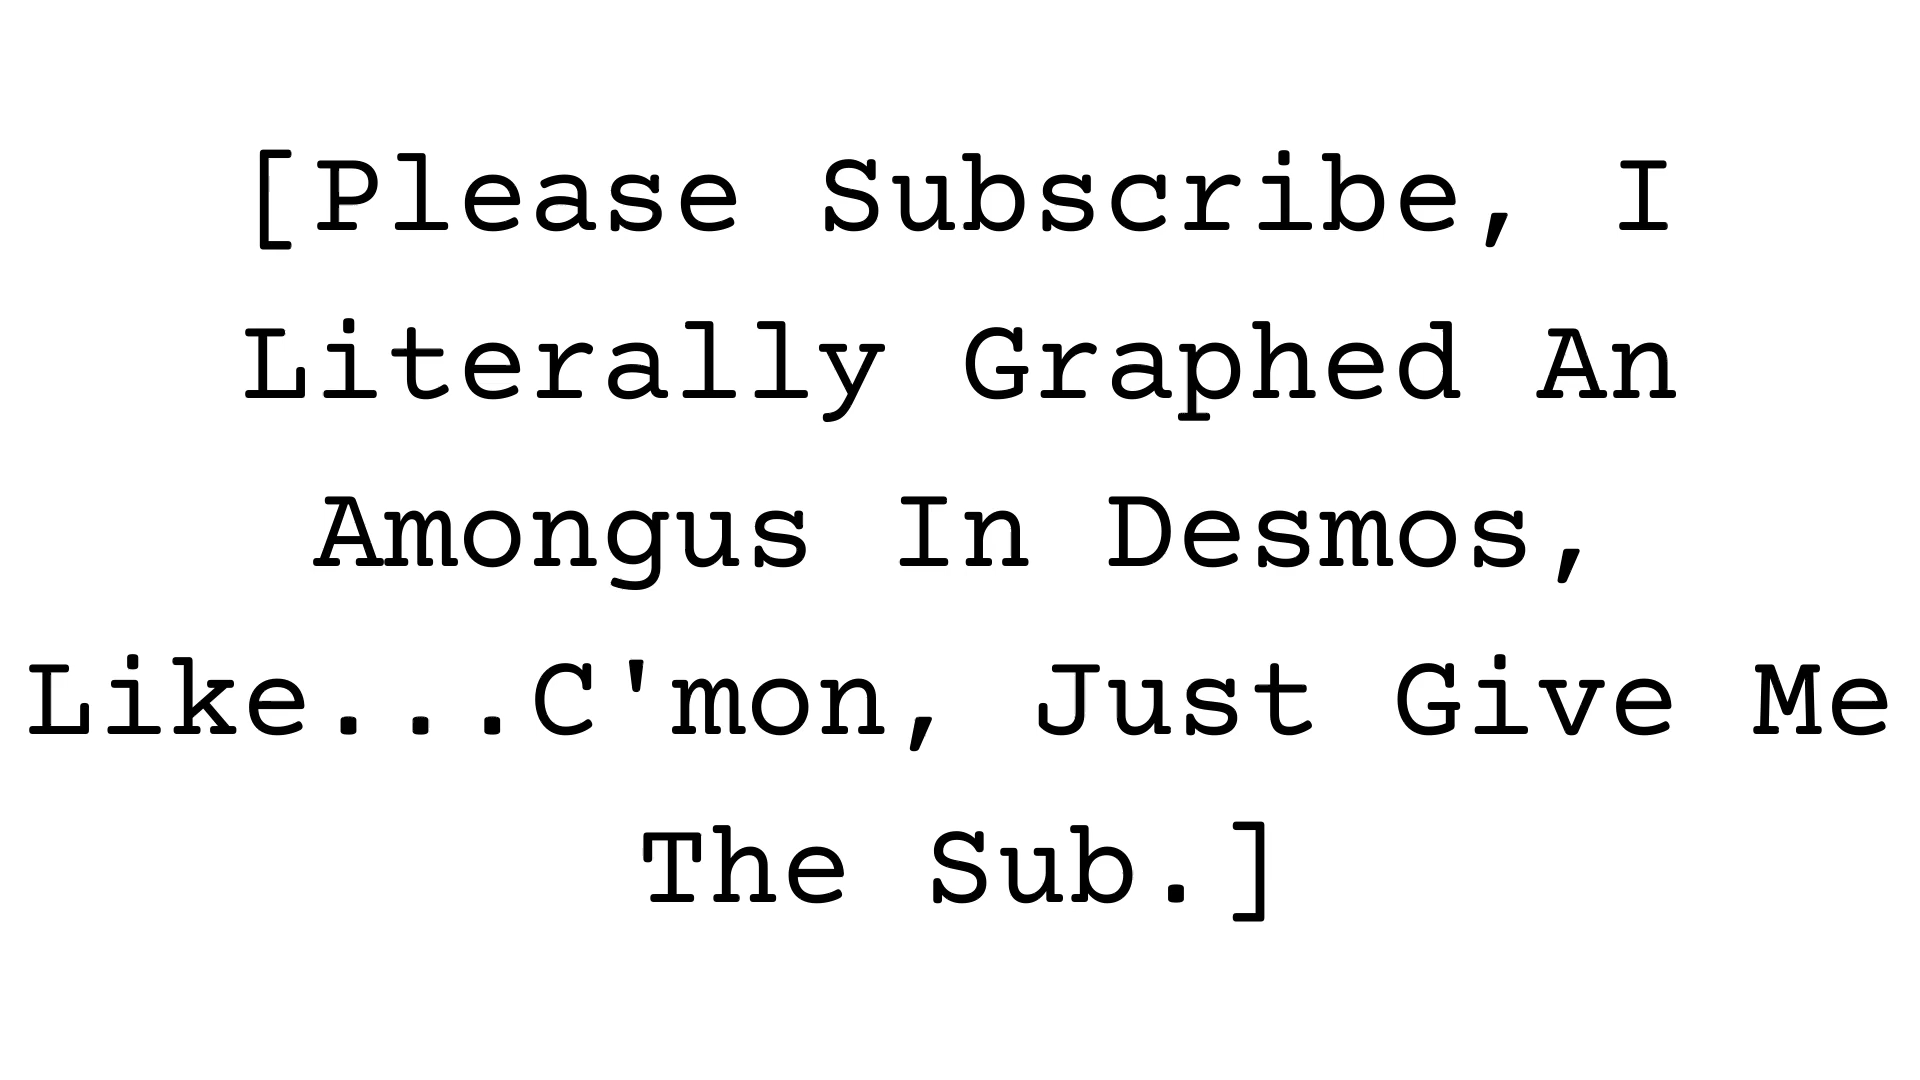 [Please Subscribe, I
Literally Graphed An
Amongus In Desmos,
Like...C'mon, Just Give Me
The Sub.]